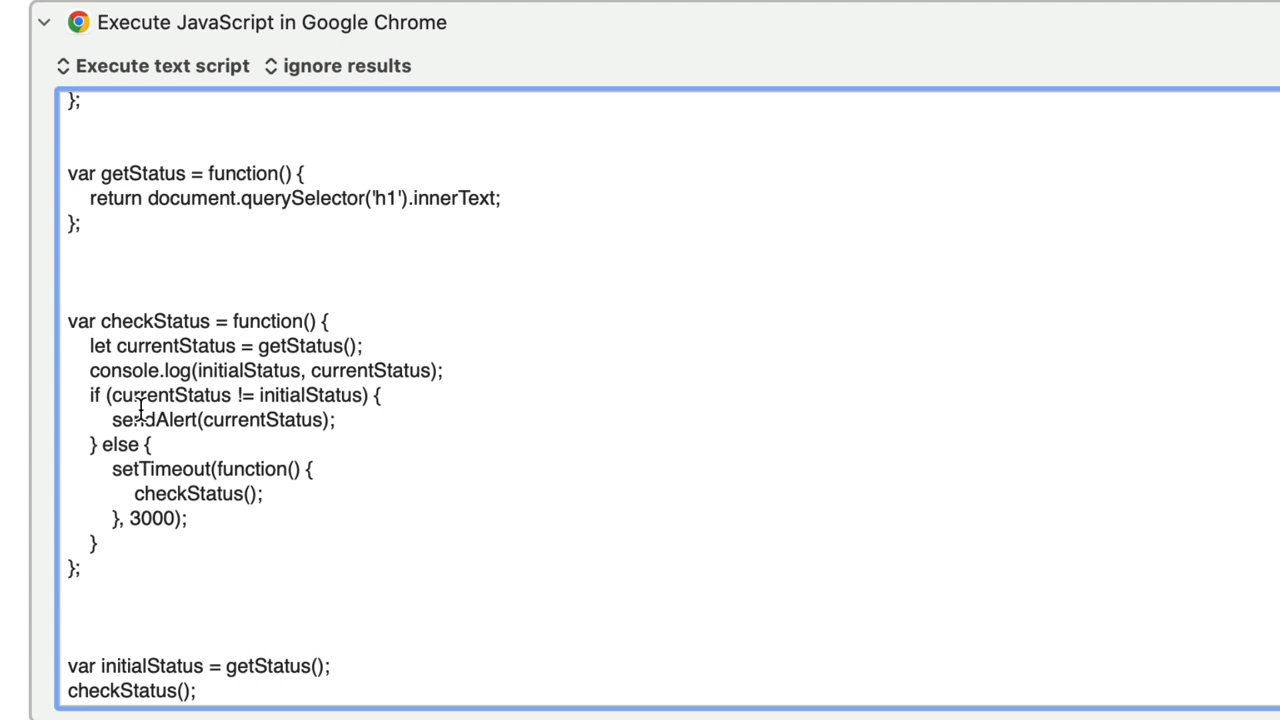 Execute JavaScript in Google Chrome
Execute text script ignore results
};
var getStatus = function() {
return document.querySelector('h1').innerText;
};
var checkStatus = function() {
let currentStatus = getStatus();
console.log(initialStatus, currentStatus);
if (currentStatus != initialStatus) {
sendAlert(currentStatus);
} else {
setTimeout(function() {
checkStatus();
}, 3000);
}
};
var initialStatus = getStatus();
checkStatus();